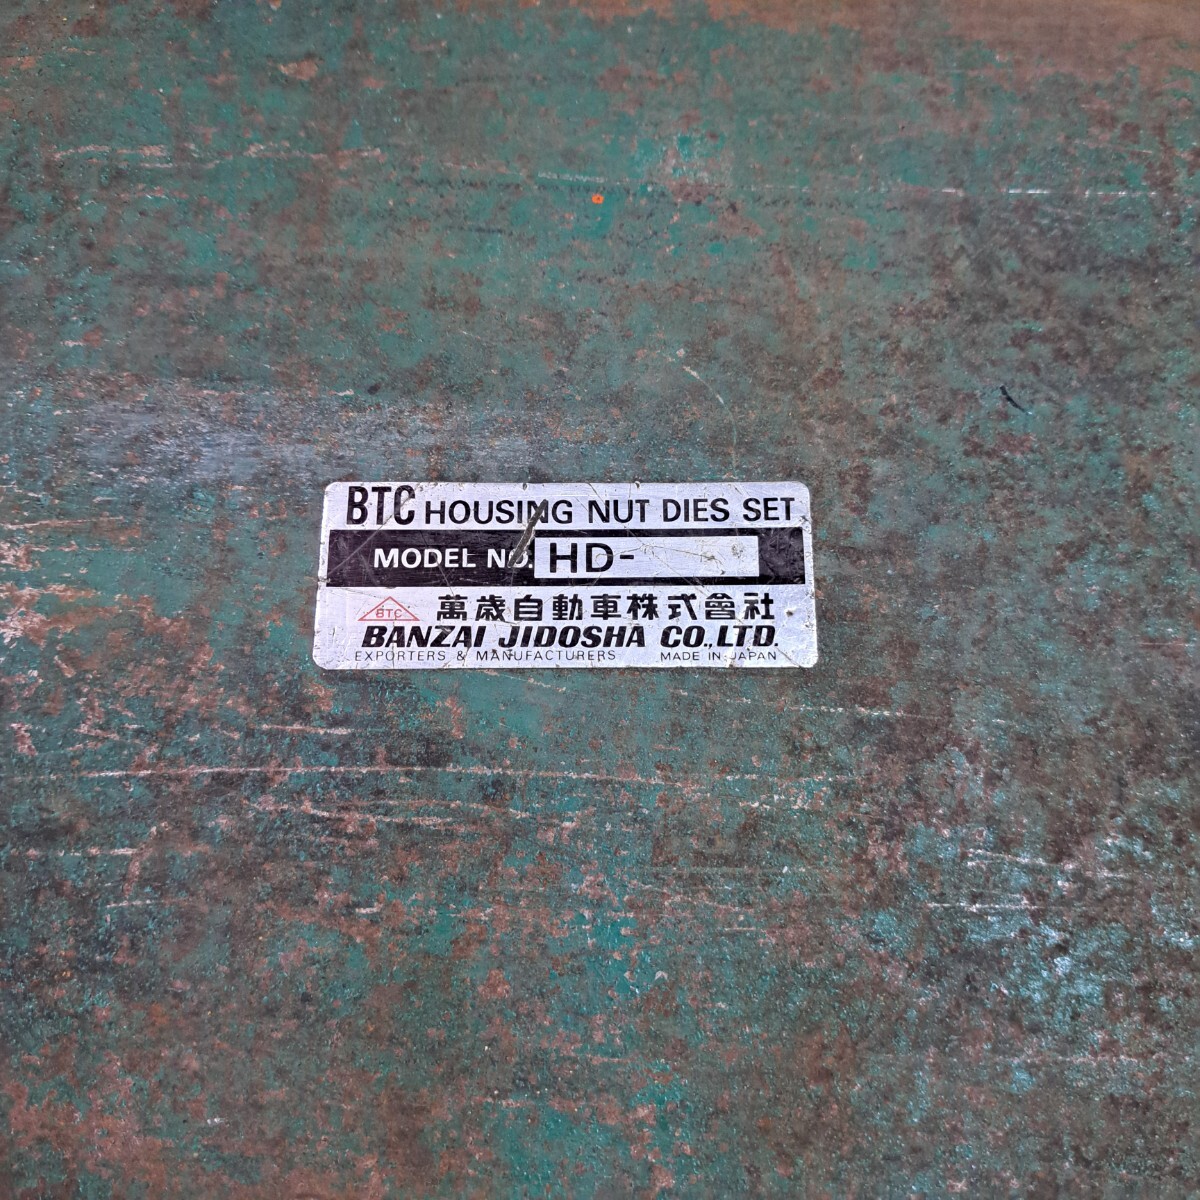 BTC HOUSING NUT DIES SET
MODEL NO. HD-
BTC 萬歳自動車株式會社
BANZAI JIDOSHA CO.,LTD.
EXPORTERS & MANUFACTURERS MADE IN JAPAN